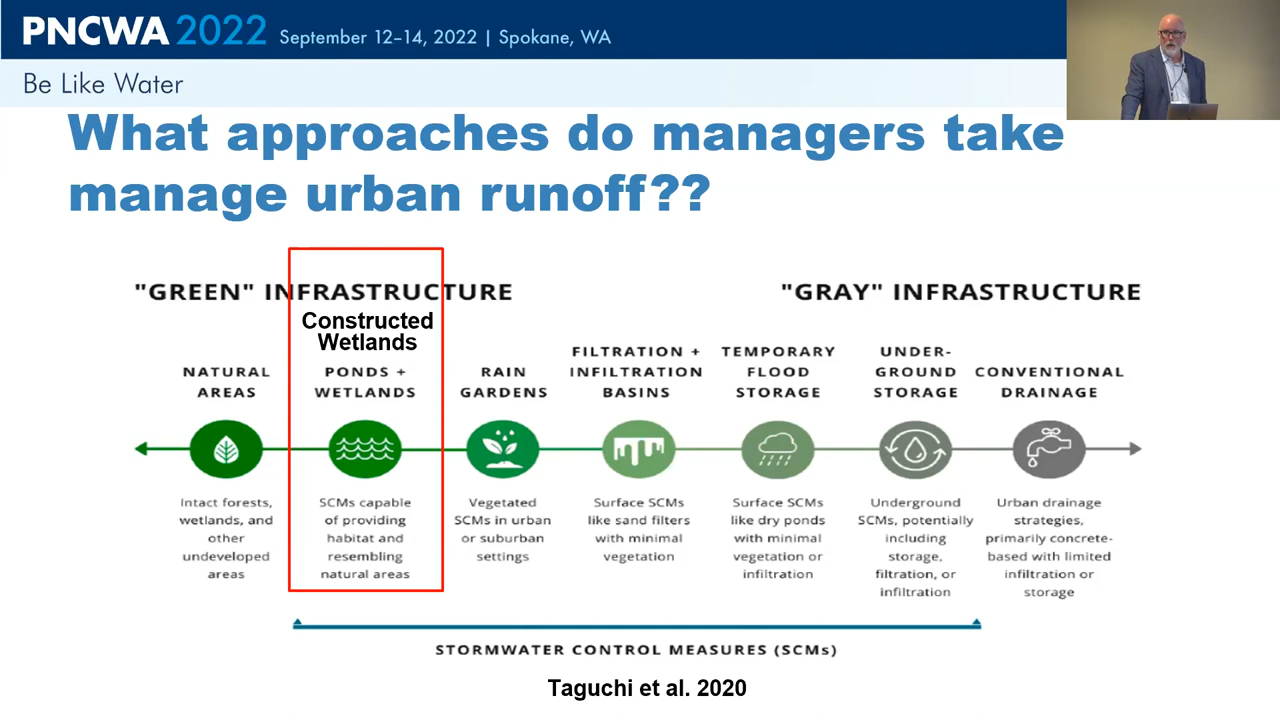 PNCWA 2022 September 12–14, 2022 | Spokane, WA
Be Like Water
What approaches do managers take
manage urban runoff??
"GREEN" INFRASTRUCTURE
"GRAY" INFRASTRUCTURE
Constructed
Wetlands
NATURAL
AREAS
PONDS +
WETLANDS
RAIN
GARDENS
FILTRATION +
INFILTRATION
BASINS
TEMPORARY
FLOOD
STORAGE
UNDER-
GROUND
STORAGE
CONVENTIONAL
DRAINAGE
Intact forests,
wetlands, and
other
undeveloped
areas
SCMs capable
of providing
habitat and
resembling
natural areas
Vegetated
SCMs in urban
or suburban
settings
Surface SCMs
like sand filters
with minimal
vegetation
Surface SCMs
like dry ponds
with minimal
vegetation or
infiltration
Underground
SCMs, potentially
including
storage,
filtration, or
infiltration
Urban drainage
strategies,
primarily concrete-
based with limited
infiltration or
storage
STORMWATER CONTROL MEASURES (SCMs)
Taguchi et al. 2020